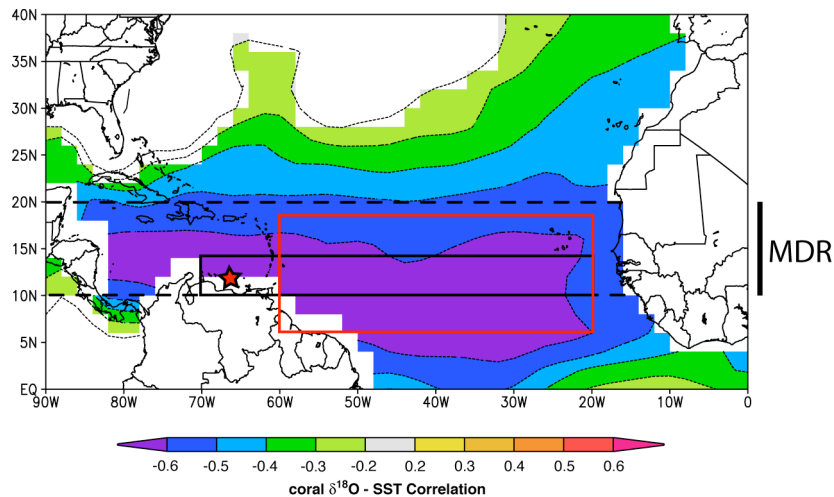 40N
35N
30N
25N
20N
15N
10N
5N
EQ
90W 80W 70W 60W 50W 40W 30W 20W 10W 0
MDR
-0.6 -0.5 -0.4 -0.3 -0.2 0.2 0.3 0.4 0.5 0.6
coral δ¹⁸O - SST Correlation